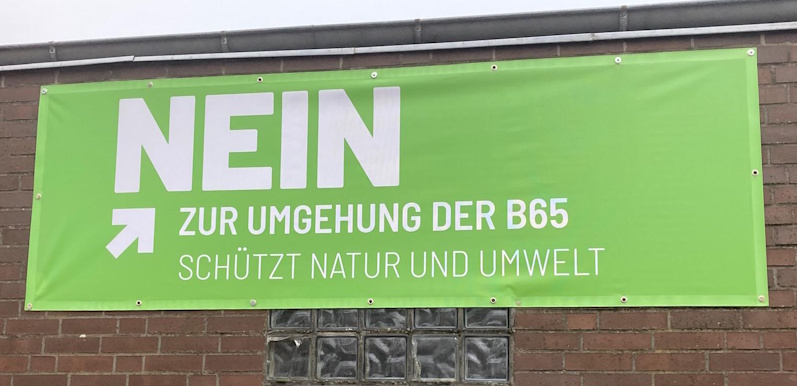 NEIN
ZUR UMGEHUNG DER B65
SCHÜTZT NATUR UND UMWELT